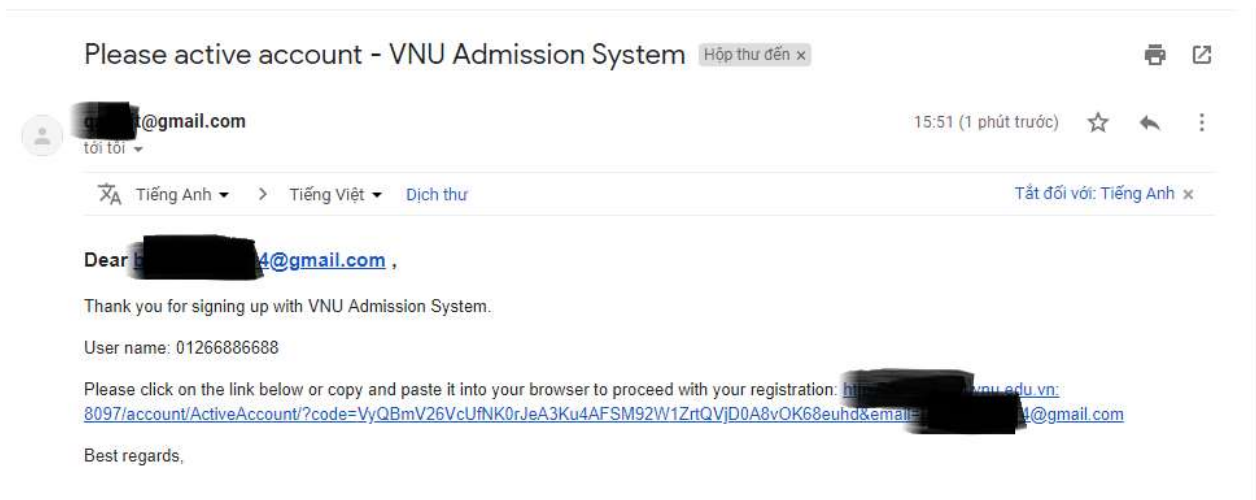 Please active account - VNU Admission System Hộp thư đến x
t@gmail.com
15:51 (1 phút trước)
tới tôi
Tiếng Anh > Tiếng Việt Dịch thư Tắt đối với: Tiếng Anh x
Dear 4@gmail.com ,
Thank you for signing up with VNU Admission System.
User name: 01266886688
Please click on the link below or copy and paste it into your browser to proceed with your registration: vnu.edu.vn:
8097/account/ActiveAccount/?code=VyQBmV26VcUfNK0rJeA3Ku4AFSM92W1ZrtQVjD0A8vOK68euhd&email= 4@gmail.com
Best regards,